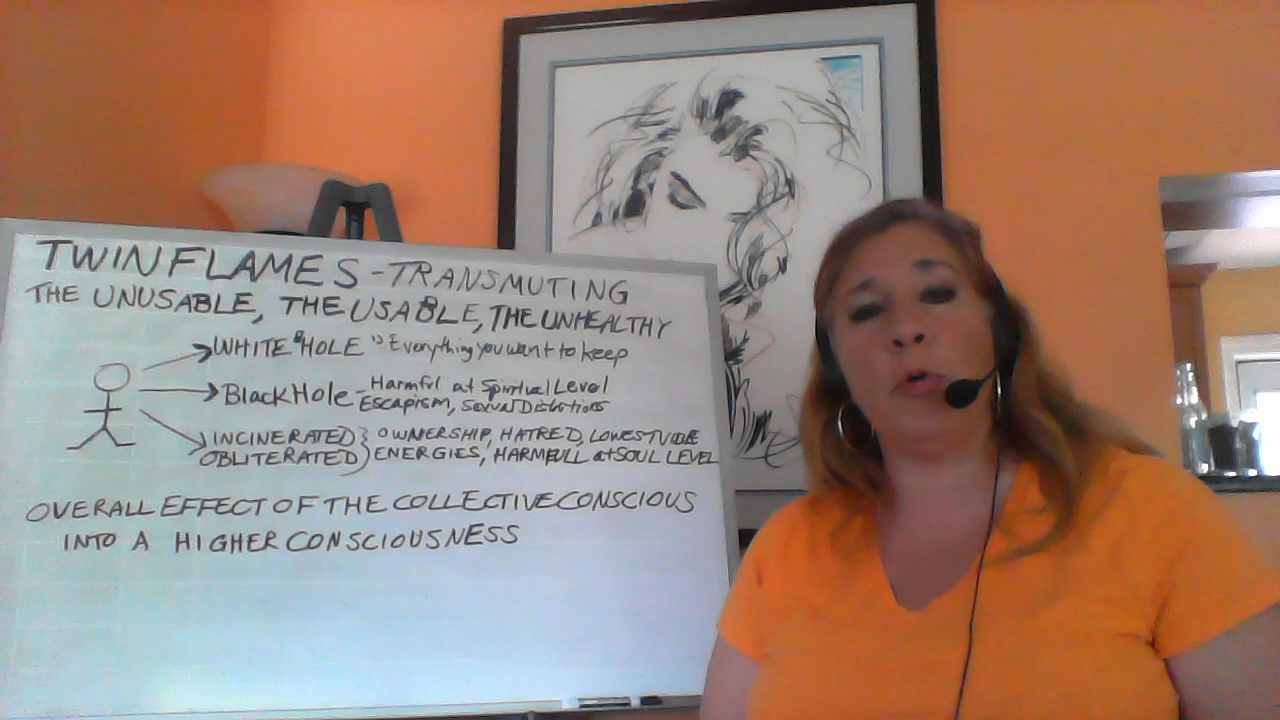 TWINFLAMES - TRANSMUTING
THE UNUSABLE, THE USABLE, THE UNHEALTHY
WHITE "HOLE" Everything you want to keep
Black Hole - Harmful at Spiritual Level
Escapism, Sexual Distortions
INCINERATED } OWNERSHIP, HATRED, LOWEST VIBE
OBLITERATED } ENERGIES, HARMFULL at SOUL LEVEL
OVERALL EFFECT OF THE COLLECTIVE CONSCIOUS
INTO A HIGHER CONSCIOUSNESS